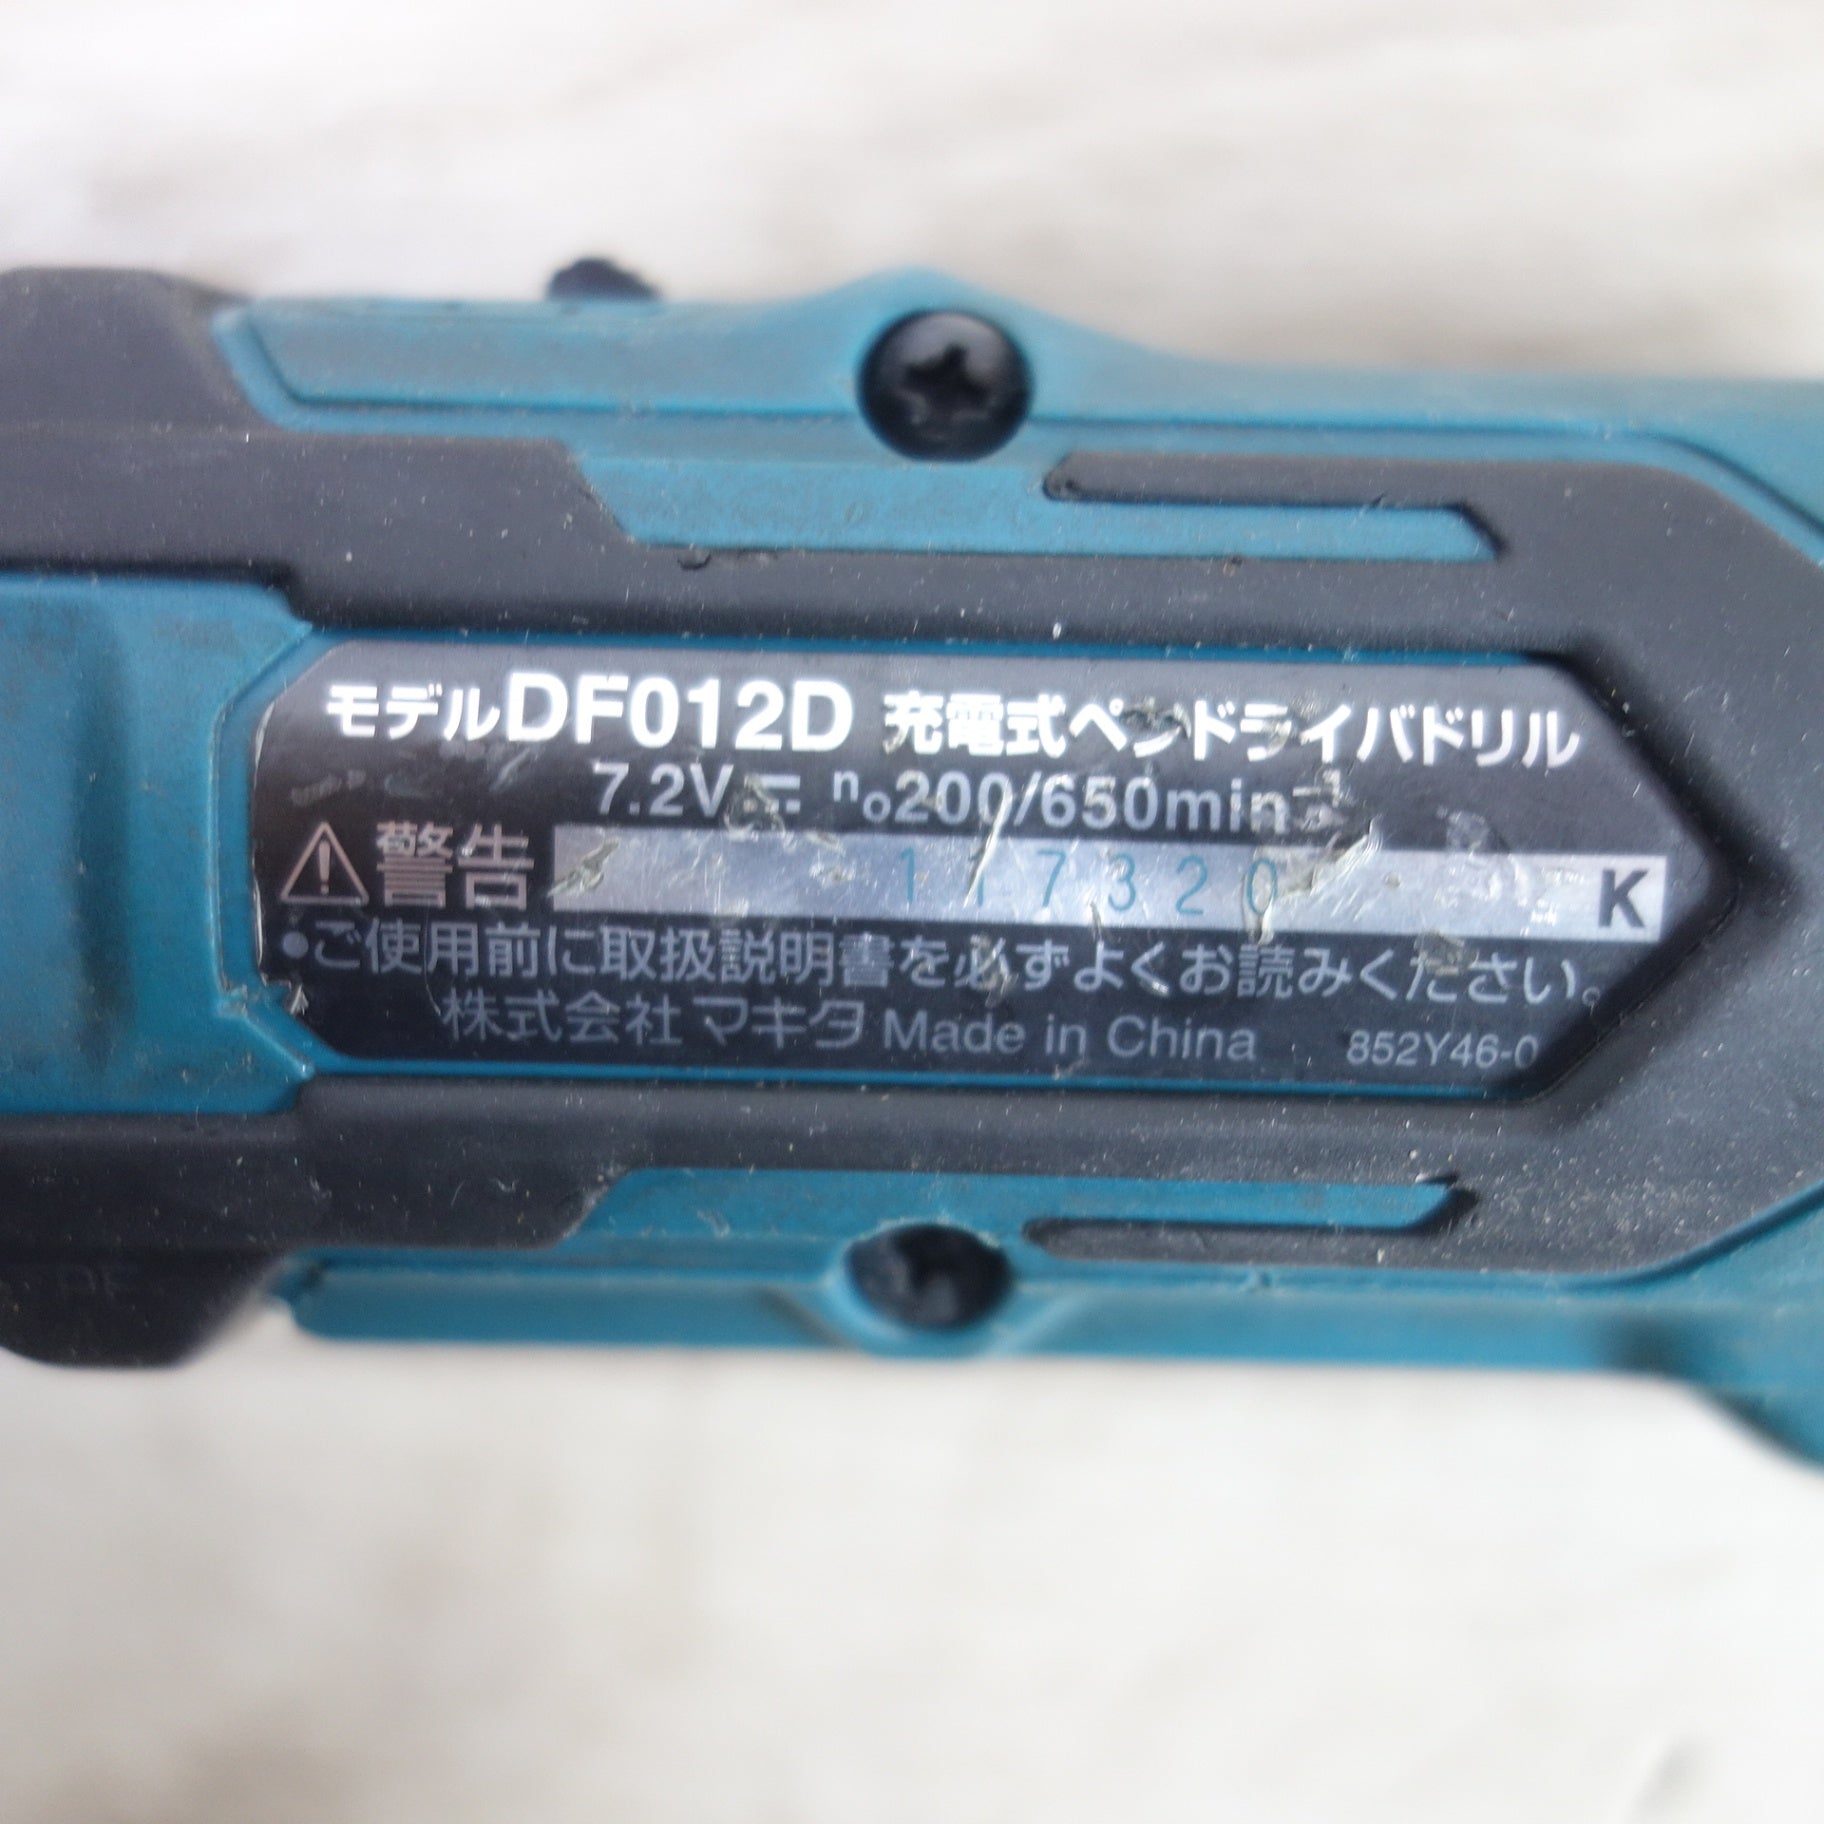 モデルDF012D 充電式ペンドライバドリル
7.2V⎓ n₀200/650min⁻¹
⚠警告 117320 K
●ご使用前に取扱説明書を必ずよくお読みください。
株式会社マキタ Made in China 852Y46-0